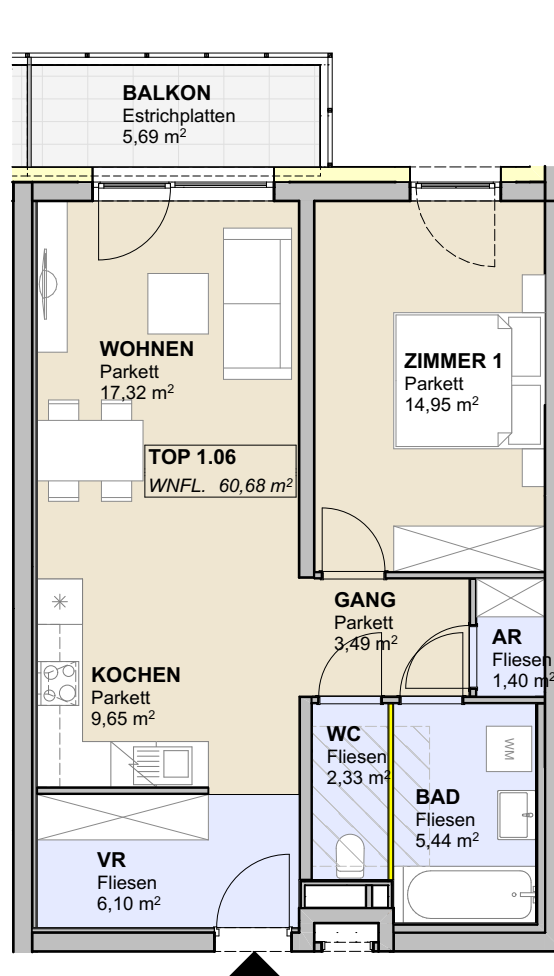 BALKON
Estrichplatten
5,69 m²
WOHNEN
Parkett
17,32 m²
ZIMMER 1
Parkett
14,95 m²
TOP 1.06
WNFL. 60,68 m²
GANG
Parkett
3,49 m²
AR
Fliesen
1,40 m²
KOCHEN
Parkett
9,65 m²
WC
Fliesen
2,33 m²
WM
BAD
Fliesen
5,44 m²
VR
Fliesen
6,10 m²